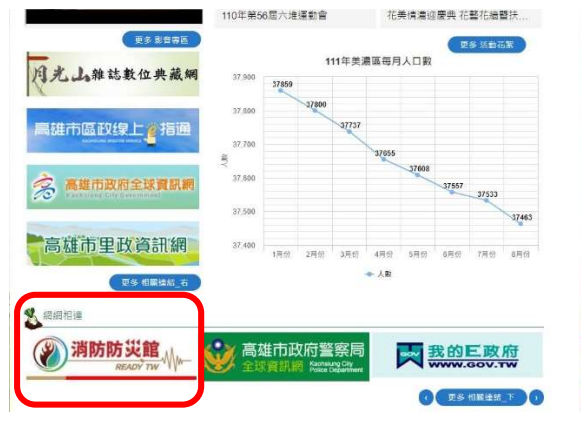 110年第56屆六堆運動會
花美情濃迎慶典 花藝花繪暨扶...
更多 影音專區
更多 活動花絮
月光山雜誌數位典藏網
高雄市區政線上e指通
高雄市政府全球資訊網
Kaohsiung City Government
高雄市里政資訊網
更多 相關連結_右
111年美濃區每月人口數
37,900
37,800
37,700
37,600
37,500
37,400
人數
37859
37800
37737
37655
37608
37557
37533
37463
1月份
2月份
3月份
4月份
5月份
6月份
7月份
8月份
人數
網網相連
消防防災館
READY TW
高雄市政府警察局
全球資訊網 Kaohsiung City
Police Department
GOV
我的E政府
WWW.GOV.TW
更多 相關連結_下